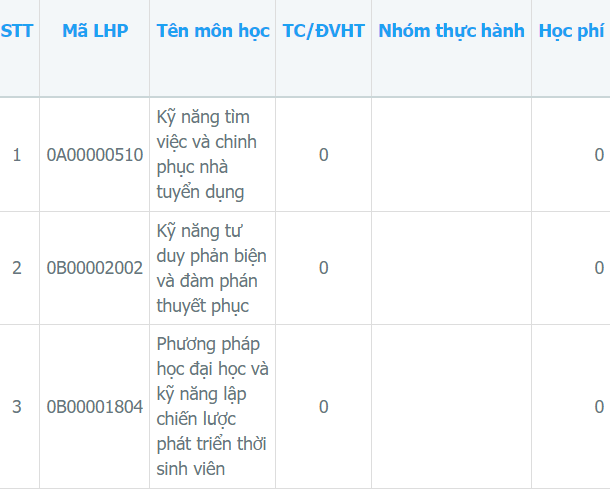 STT Mã LHP Tên môn học TC/ĐVHT Nhóm thực hành Học phí
Kỹ năng tìm
việc và chinh
1 0A00000510 0 0
phục nhà
tuyển dụng
Kỹ năng tư
duy phản biện
2 0B00002002 0 0
và đàm phán
thuyết phục
Phương pháp
học đại học và
kỹ năng lập
3 0B00001804 0 0
chiến lược
phát triển thời
sinh viên